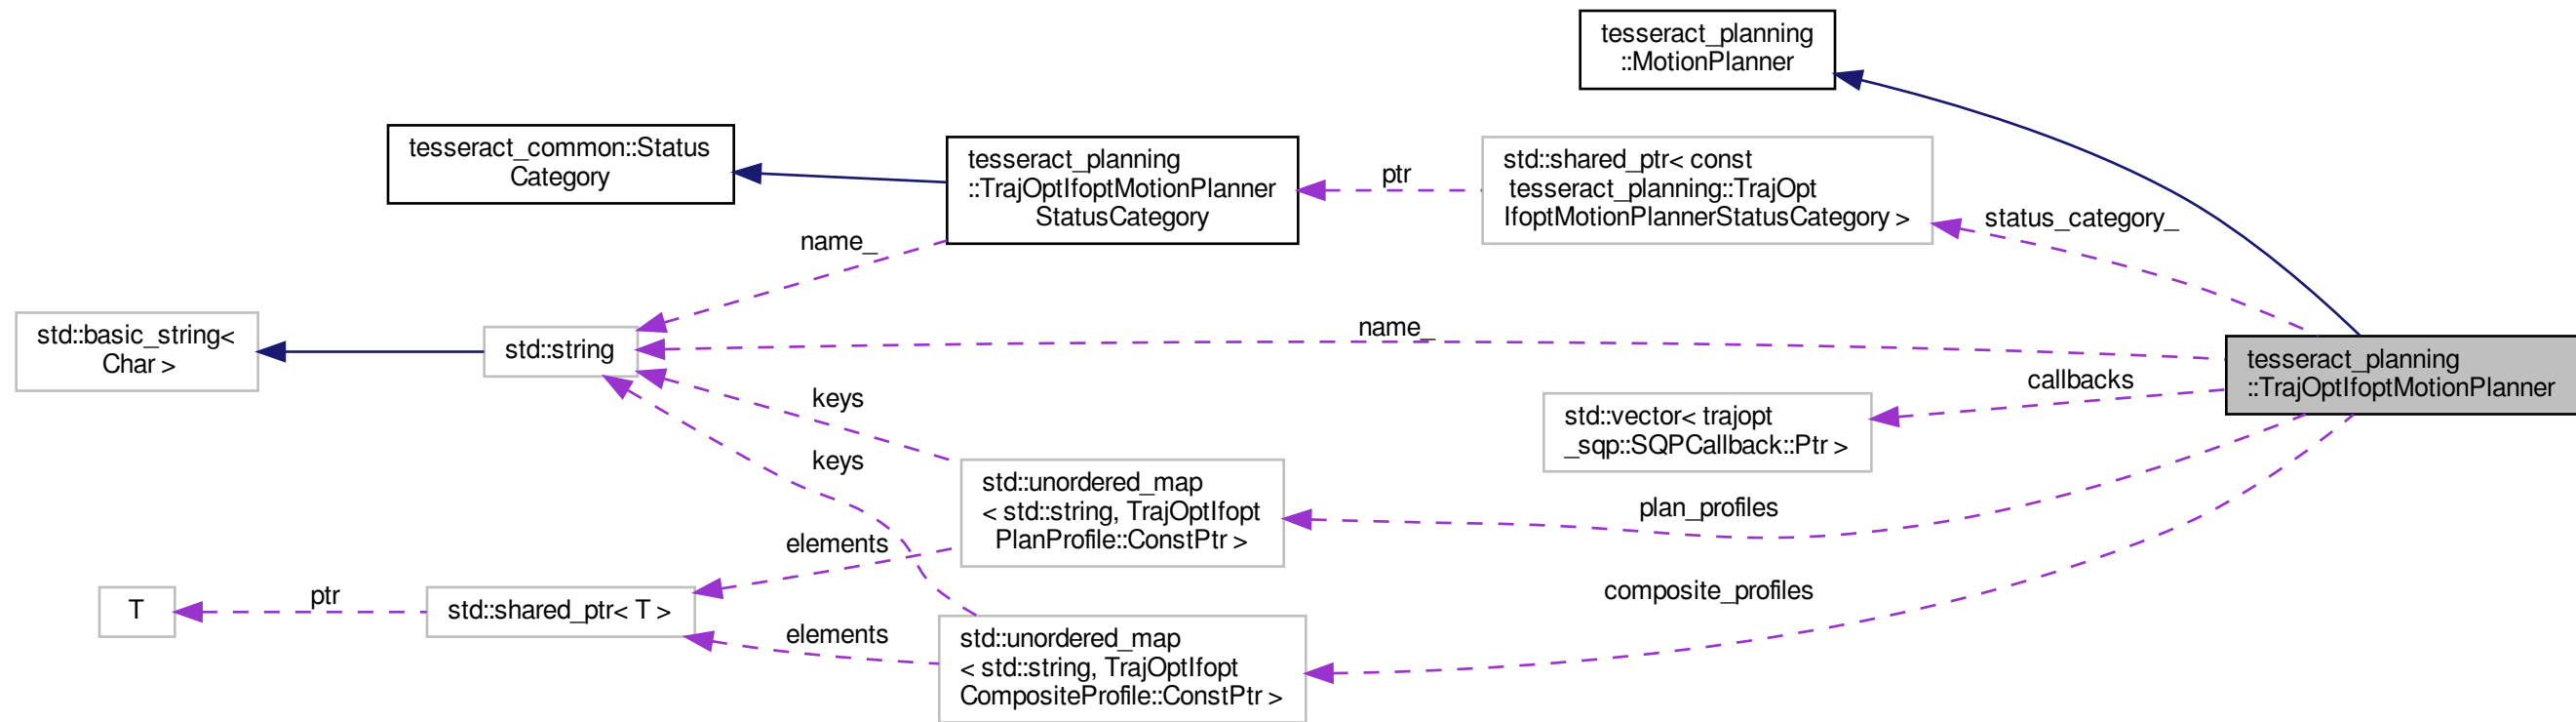 tesseract_planning
::MotionPlanner
tesseract_common::Status
Category
tesseract_planning
::TrajOptIfoptMotionPlanner
StatusCategory
ptr
std::shared_ptr< const
tesseract_planning::TrajOpt
IfoptMotionPlannerStatusCategory >
status_category_
name_
std::basic_string<
Char >
std::string
name_
tesseract_planning
::TrajOptIfoptMotionPlanner
callbacks
keys
std::vector< trajopt
_sqp::SQPCallback::Ptr >
keys
std::unordered_map
< std::string, TrajOptIfopt
PlanProfile::ConstPtr >
plan_profiles
elements
T
ptr
std::shared_ptr< T >
composite_profiles
elements
std::unordered_map
< std::string, TrajOptIfopt
CompositeProfile::ConstPtr >